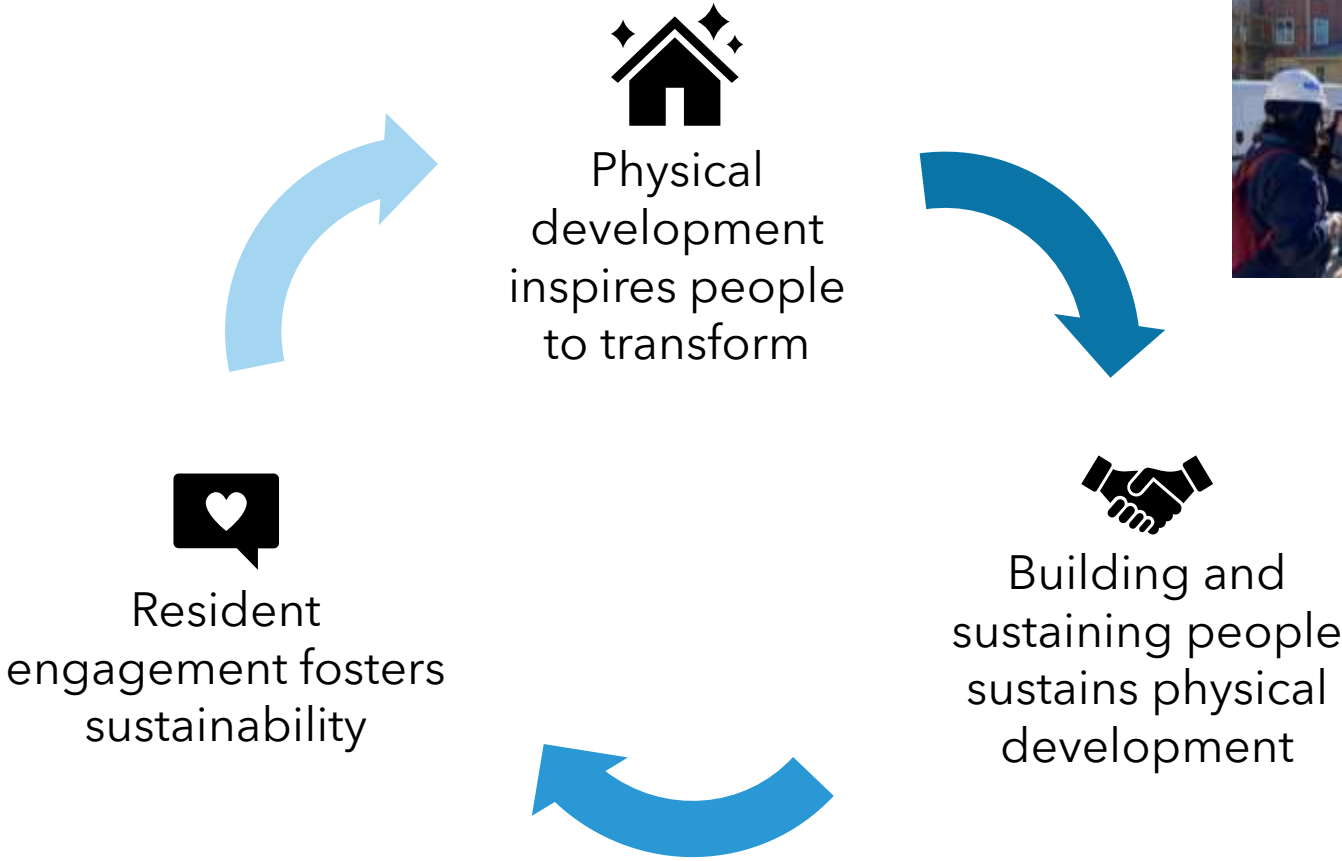 Physical
development
inspires people
to transform
Building and
sustaining people
sustains physical
development
Resident
engagement fosters
sustainability